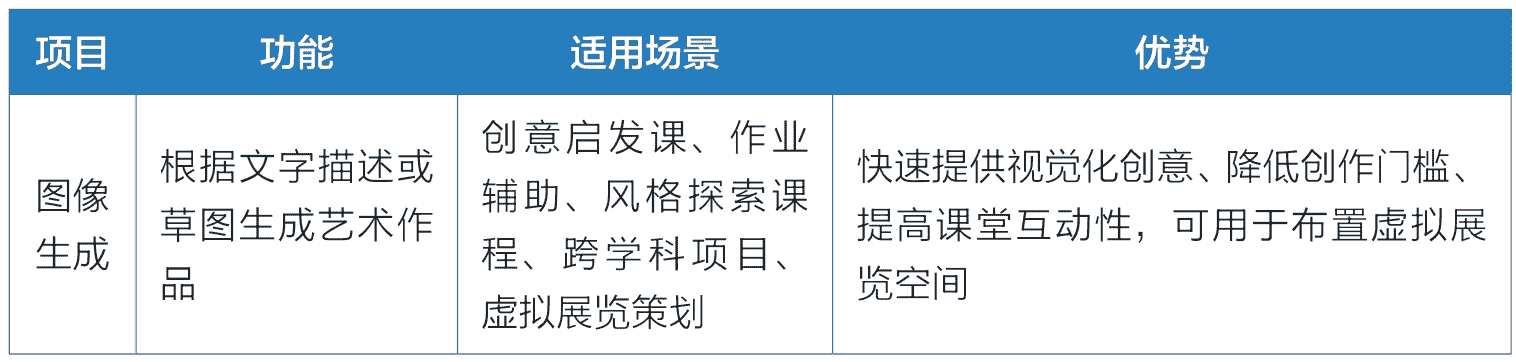 项目 功能 适用场景 优势
图像
生成
根据文字描述或
草图生成艺术作
品
创意启发课、作业
辅助、风格探索课
程、跨学科项目、
虚拟展览策划
快速提供视觉化创意、降低创作门槛、
提高课堂互动性，可用于布置虚拟展
览空间